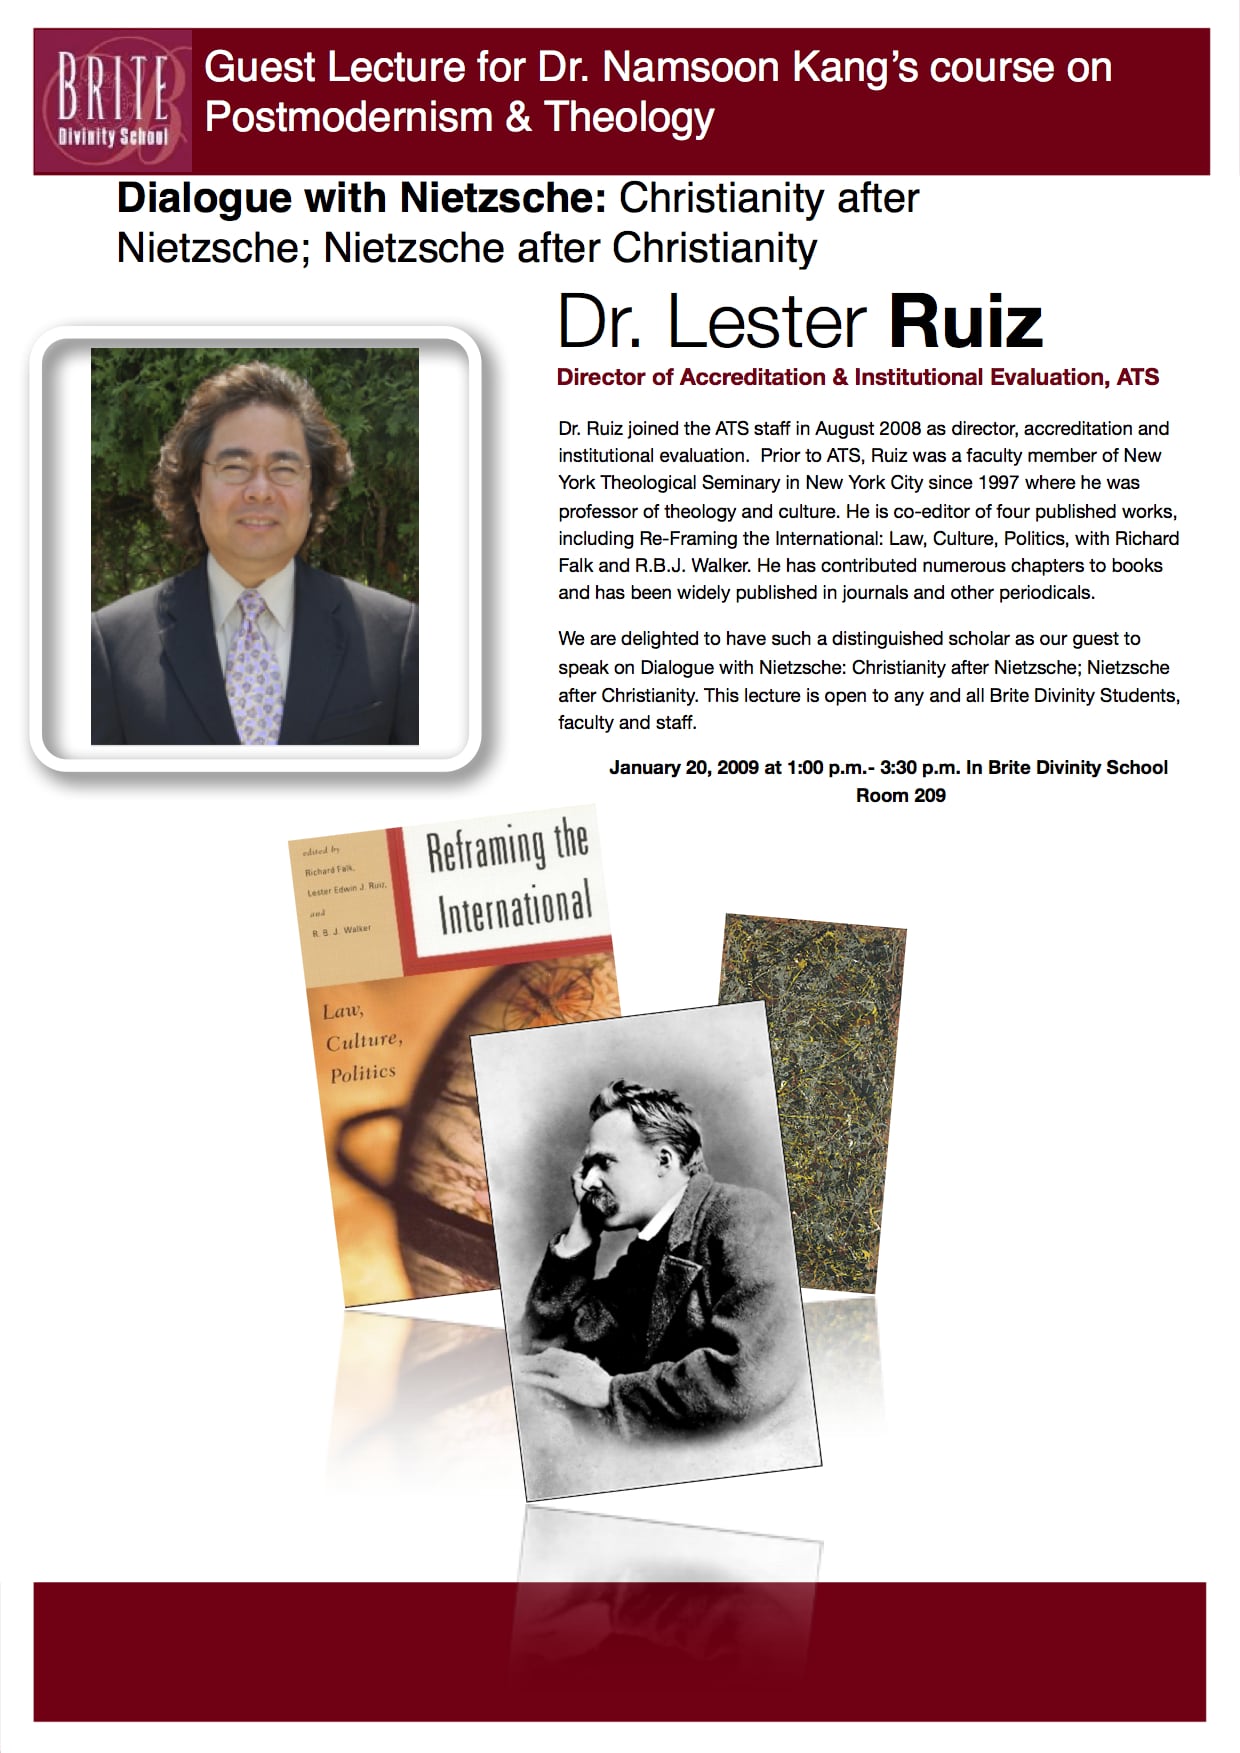 BRITE
Divinity School
Guest Lecture for Dr. Namsoon Kang’s course on
Postmodernism & Theology
Dialogue with Nietzsche: Christianity after
Nietzsche; Nietzsche after Christianity
Dr. Lester Ruiz
Director of Accreditation & Institutional Evaluation, ATS
Dr. Ruiz joined the ATS staff in August 2008 as director, accreditation and
institutional evaluation.  Prior to ATS, Ruiz was a faculty member of New
York Theological Seminary in New York City since 1997 where he was
professor of theology and culture. He is co-editor of four published works,
including Re-Framing the International: Law, Culture, Politics, with Richard
Falk and R.B.J. Walker. He has contributed numerous chapters to books
and has been widely published in journals and other periodicals.
We are delighted to have such a distinguished scholar as our guest to
speak on Dialogue with Nietzsche: Christianity after Nietzsche; Nietzsche
after Christianity. This lecture is open to any and all Brite Divinity Students,
faculty and staff.
January 20, 2009 at 1:00 p.m.- 3:30 p.m. In Brite Divinity School
Room 209
edited by
Richard Falk,
Lester Edwin J. Ruiz,
and
R. B. J. Walker
Reframing the
International
Law,
Culture,
Politics